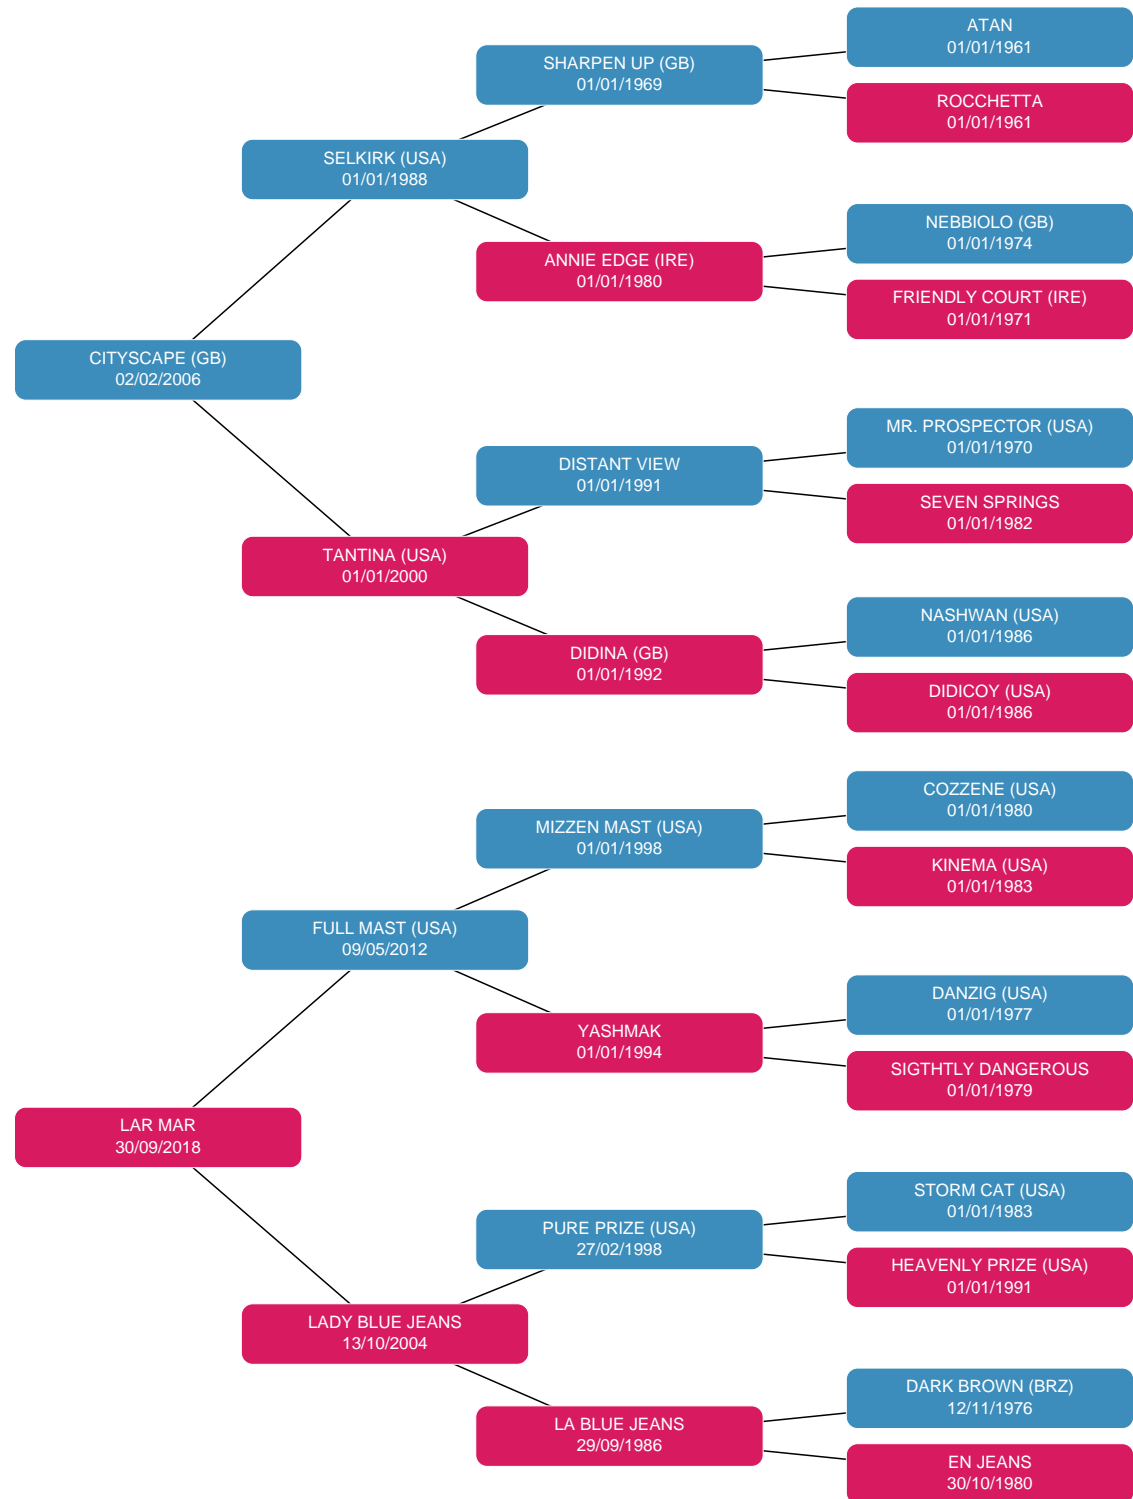 ATAN
01/01/1961
SHARPEN UP (GB)
01/01/1969
ROCCHETTA
01/01/1961
SELKIRK (USA)
01/01/1988
NEBBIOLO (GB)
01/01/1974
ANNIE EDGE (IRE)
01/01/1980
FRIENDLY COURT (IRE)
01/01/1971
CITYSCAPE (GB)
02/02/2006
MR. PROSPECTOR (USA)
01/01/1970
DISTANT VIEW
01/01/1991
SEVEN SPRINGS
01/01/1982
TANTINA (USA)
01/01/2000
NASHWAN (USA)
01/01/1986
DIDINA (GB)
01/01/1992
DIDICOY (USA)
01/01/1986
COZZENE (USA)
01/01/1980
MIZZEN MAST (USA)
01/01/1998
KINEMA (USA)
01/01/1983
FULL MAST (USA)
09/05/2012
DANZIG (USA)
01/01/1977
YASHMAK
01/01/1994
SIGTHTLY DANGEROUS
01/01/1979
LAR MAR
30/09/2018
STORM CAT (USA)
01/01/1983
PURE PRIZE (USA)
27/02/1998
HEAVENLY PRIZE (USA)
01/01/1991
LADY BLUE JEANS
13/10/2004
DARK BROWN (BRZ)
12/11/1976
LA BLUE JEANS
29/09/1986
EN JEANS
30/10/1980